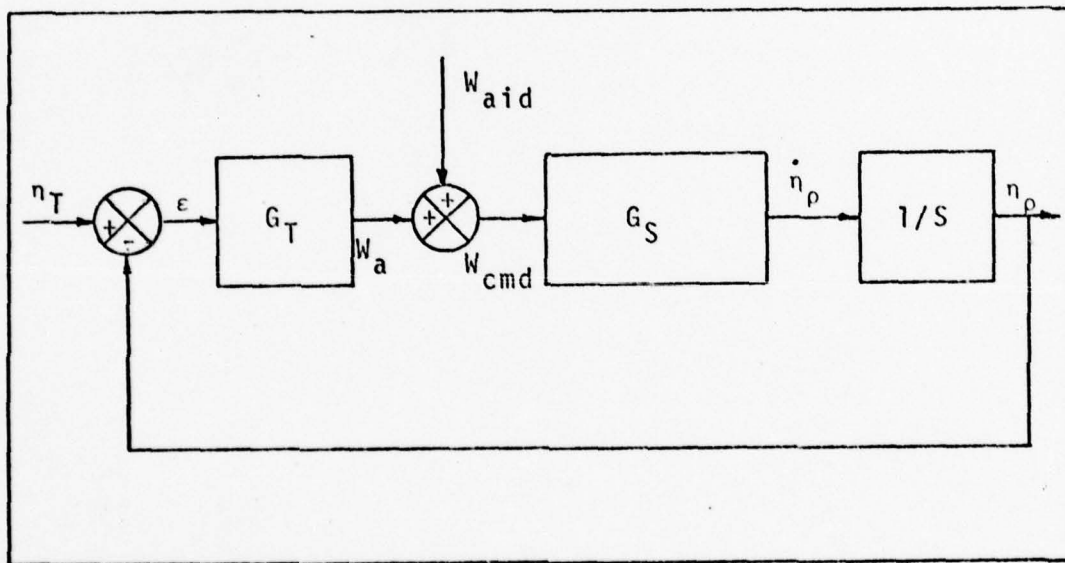 W_aid
η_T
+
-
ε
G_T
W_a
+
+
W_cmd
G_S
η̇_ρ
1/S
η_ρ